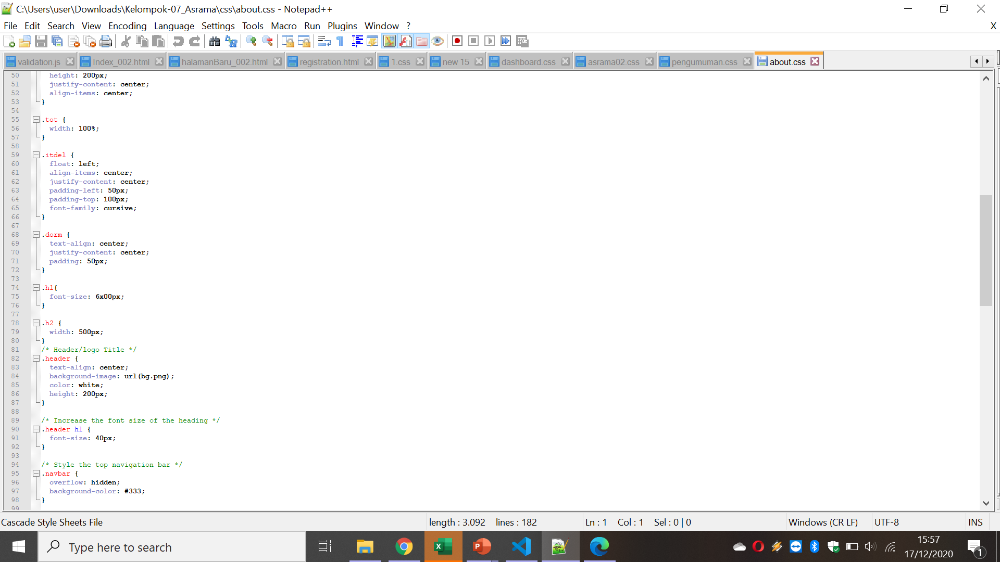 C:\Users\user\Downloads\Kelompok-07_Asrama\css\about.css - Notepad++
File Edit Search View Encoding Language Settings Tools Macro Run Plugins Window ? X
validation.js Index_002.html halamanBaru_002.html registration.html 1.css new 15 dashboard.css asrama02.css pengumuman.css about.css
50 height: 200px;
51 justify-content: center;
52 align-items: center;
53 }
54
55 .tot {
56 width: 100%;
57 }
58
59 .itdel {
60 float: left;
61 align-items: center;
62 justify-content: center;
63 padding-left: 50px;
64 padding-top: 100px;
65 font-family: cursive;
66 }
67
68 .dorm {
69 text-align: center;
70 justify-content: center;
71 padding: 50px;
72 }
73
74 .h1{
75 font-size: 6x00px;
76 }
77
78 .h2 {
79 width: 500px;
80 }
81 /* Header/logo Title */
82 .header {
83 text-align: center;
84 background-image: url(bg.png);
85 color: white;
86 height: 200px;
87 }
88
89 /* Increase the font size of the heading */
90 .header h1 {
91 font-size: 40px;
92 }
93
94 /* Style the top navigation bar */
95 .navbar {
96 overflow: hidden;
97 background-color: #333;
98 }
99
Cascade Style Sheets File length : 3.092 lines : 182 Ln : 1 Col : 1 Sel : 0 | 0 Windows (CR LF) UTF-8 INS
Type here to search
15:57
17/12/2020
1